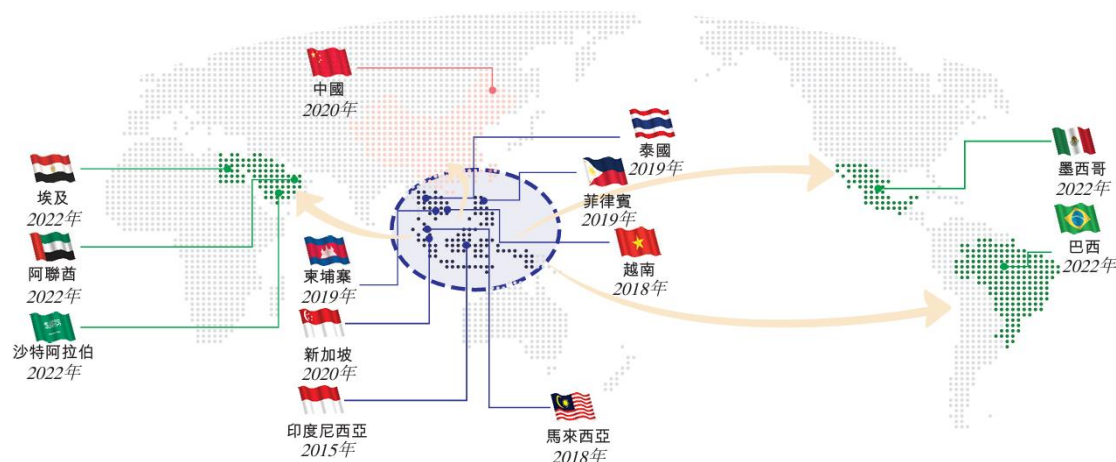 中國
2020年
泰國
2019年
埃及
2022年
菲律賓
2019年
墨西哥
2022年
阿聯酋
2022年
柬埔寨
2019年
越南
2018年
巴西
2022年
沙特阿拉伯
2022年
新加坡
2020年
印度尼西亞
2015年
馬來西亞
2018年